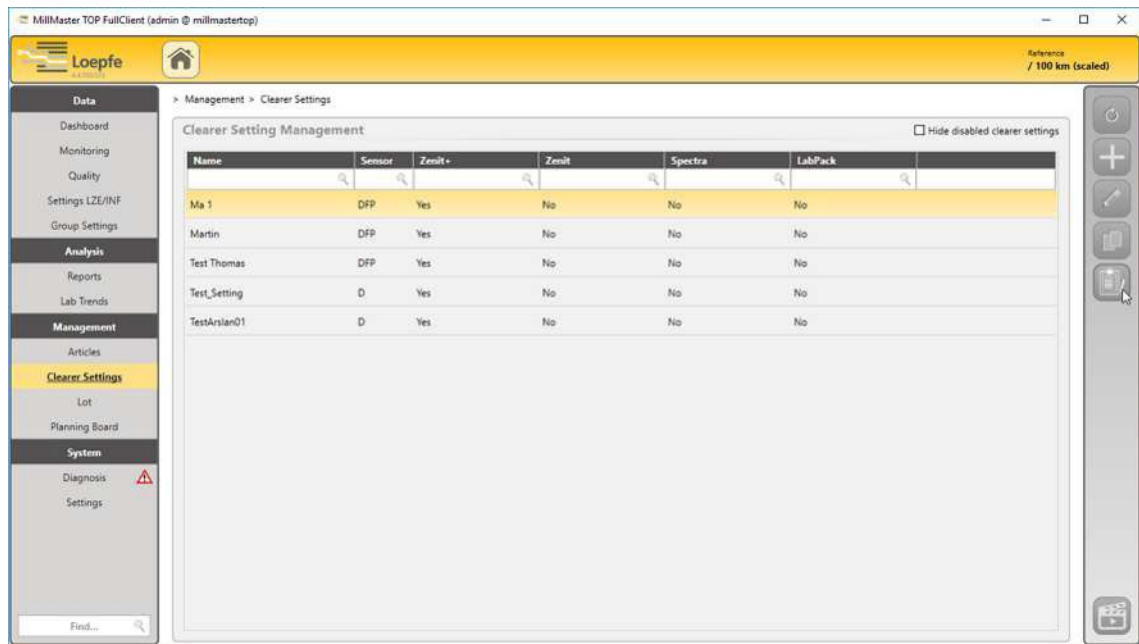 MillMaster TOP FullClient (admin @ millmastertop)
Loepfe
Reference
/ 100 km (scaled)
Data
Dashboard
Monitoring
Quality
Settings LZE/INF
Group Settings
Analysis
Reports
Lab Trends
Management
Articles
Clearer Settings
Lot
Planning Board
System
Diagnosis
Settings
Find...
> Management > Clearer Settings
Clearer Setting Management
Hide disabled clearer settings
Name Sensor Zenit+ Zenit Spectra LabPack
Ma 1 DFP Yes No No No
Martin DFP Yes No No No
Test Thomas DFP Yes No No No
Test_Setting D Yes No No No
TestArslan01 D Yes No No No